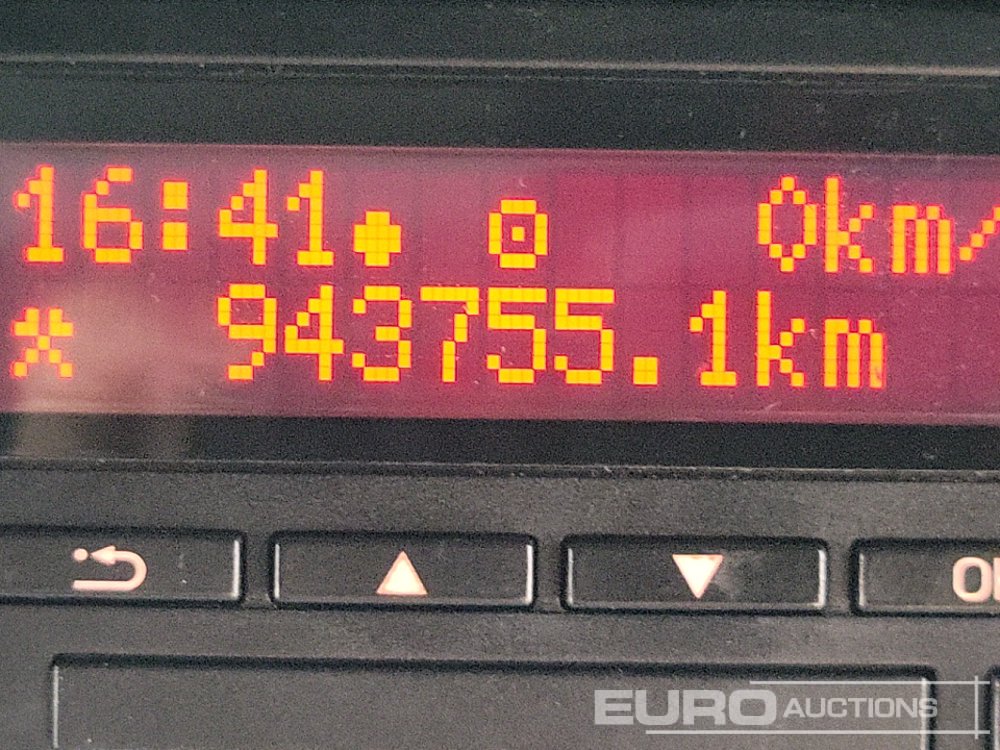 16:41 0km/
943755.1km
EURO AUCTIONS